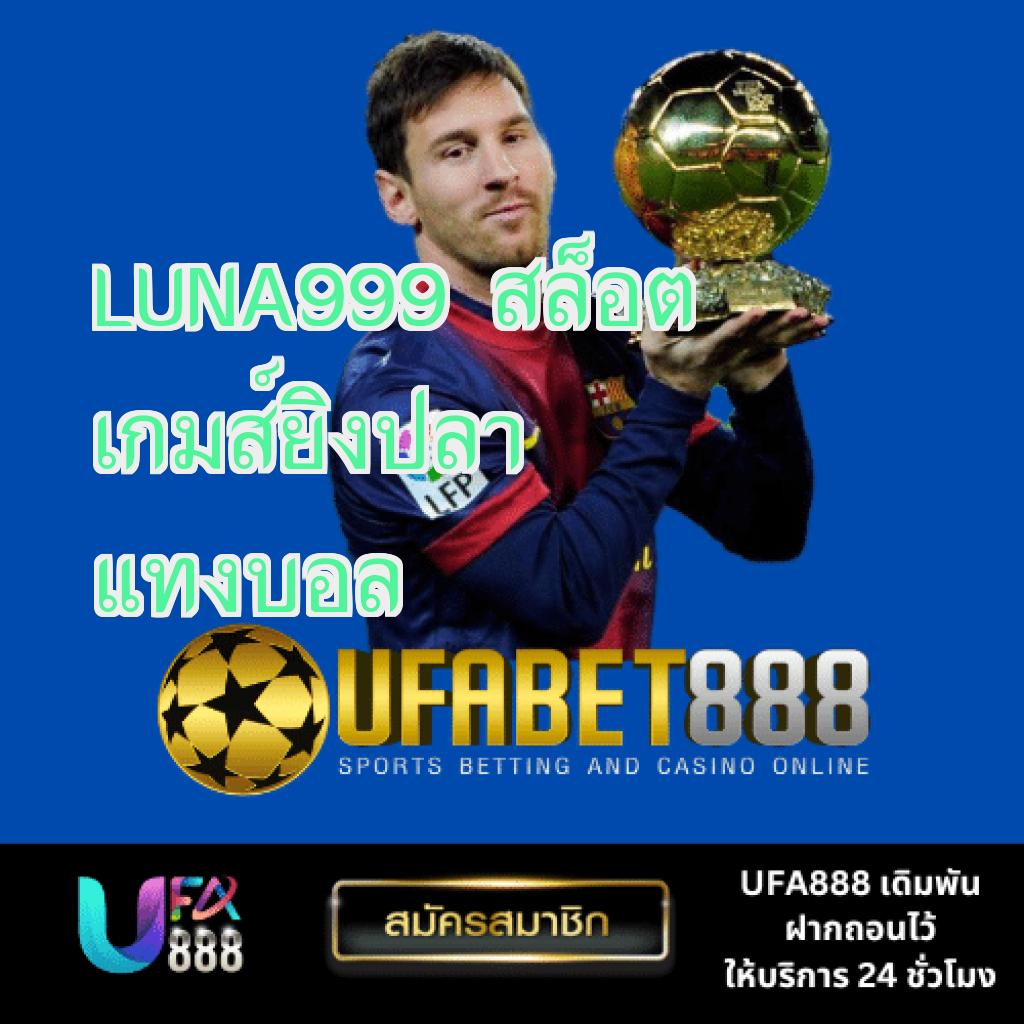 LUNA999 สล็อต
เกมส์ยิงปลา
แทงบอล
LFP
UFABET888
SPORTS BETTING AND CASINO ONLINE
UFA
888
สมัครสมาชิก
UFA888 เดิมพัน
ฝากถอนไว้
ให้บริการ 24 ชั่วโมง